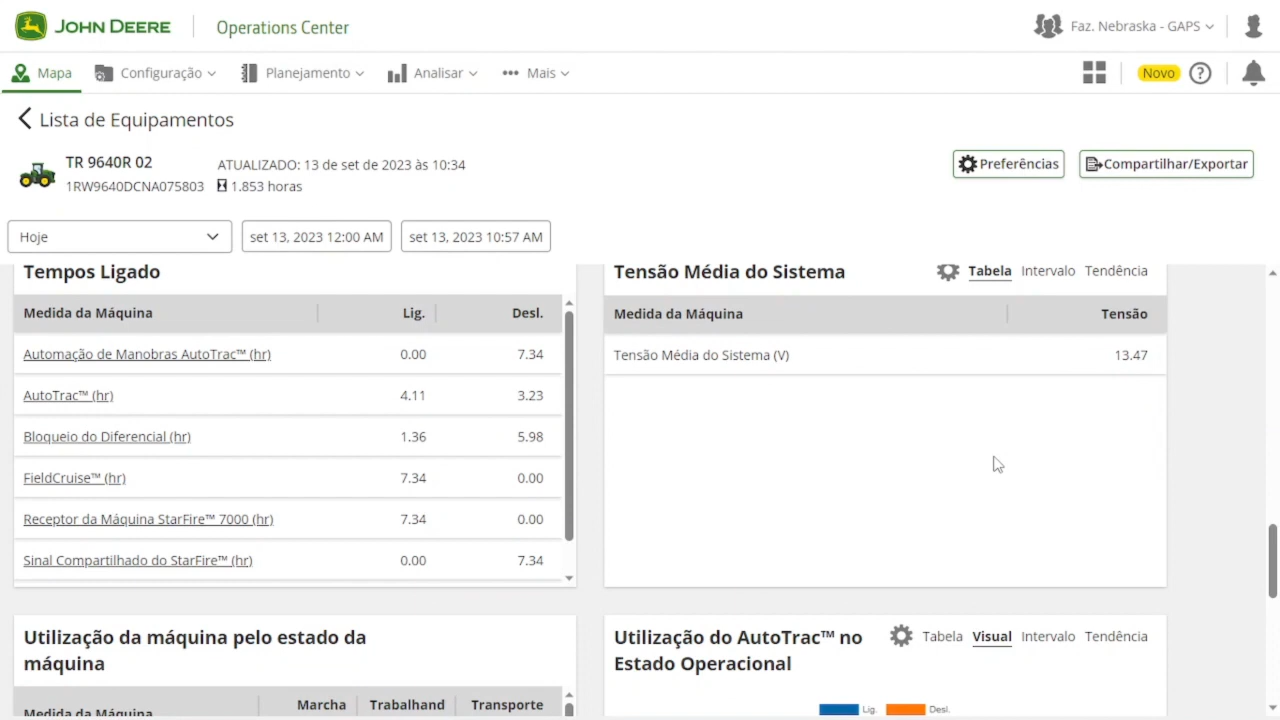 JOHN DEERE
Operations Center
Faz. Nebraska - GAPS
Mapa
Configuração
Planejamento
Analisar
Mais
Novo
?
Lista de Equipamentos
TR 9640R 02
1RW9640DCNA075803
ATUALIZADO: 13 de set de 2023 às 10:34
1.853 horas
Preferências
Compartilhar/Exportar
Hoje
set 13, 2023 12:00 AM
set 13, 2023 10:57 AM
Tempos Ligado
Medida da Máquina Lig. Desl.
Automação de Manobras AutoTrac™ (hr) 0.00 7.34
AutoTrac™ (hr) 4.11 3.23
Bloqueio do Diferencial (hr) 1.36 5.98
FieldCruise™ (hr) 7.34 0.00
Receptor da Máquina StarFire™ 7000 (hr) 7.34 0.00
Sinal Compartilhado do StarFire™ (hr) 0.00 7.34
Tensão Média do Sistema
Tabela Intervalo Tendência
Medida da Máquina Tensão
Tensão Média do Sistema (V) 13.47
Utilização da máquina pelo estado da
máquina
Marcha Trabalhand Transporte
Medida da Máquina
Utilização do AutoTrac™ no
Estado Operacional
Tabela Visual Intervalo Tendência
Lig. Desl.